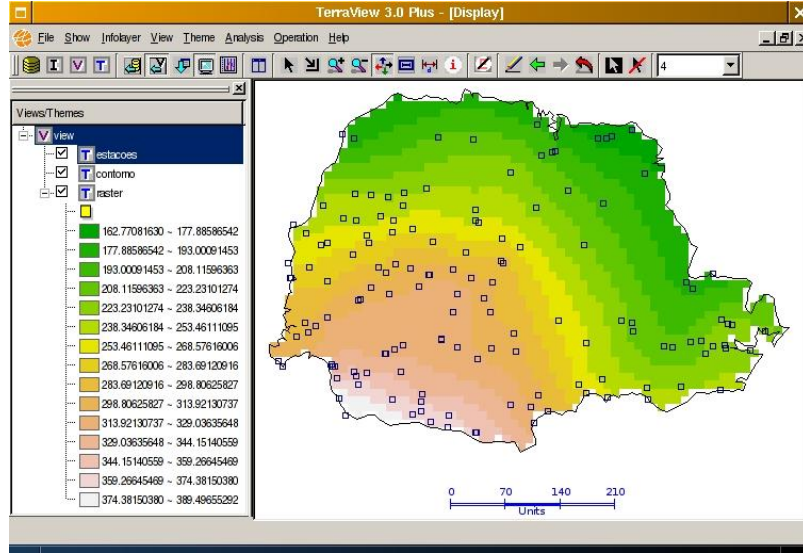 TerraView 3.0 Plus - [Display]
File Show Infolayer View Theme Analysis Operation Help
I V T i 4
Views/Themes
V view
T estacoes
T contorno
T raster
162.77081630 ~ 177.88586542
177.88586542 ~ 193.00091453
193.00091453 ~ 208.11596363
208.11596363 ~ 223.23101274
223.23101274 ~ 238.34606184
238.34606184 ~ 253.46111095
253.46111095 ~ 268.57616006
268.57616006 ~ 283.69120916
283.69120916 ~ 298.80625827
298.80625827 ~ 313.92130737
313.92130737 ~ 329.03635648
329.03635648 ~ 344.15140559
344.15140559 ~ 359.26645469
359.26645469 ~ 374.38150380
374.38150380 ~ 389.49655292
0 70 140 210
Units